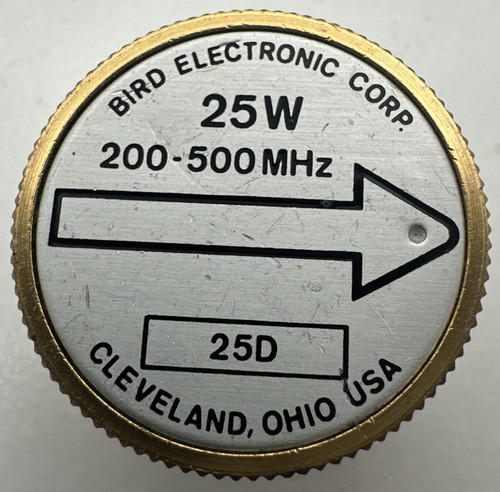 BIRD ELECTRONIC CORP.
25W
200-500MHz
25D
CLEVELAND, OHIO USA